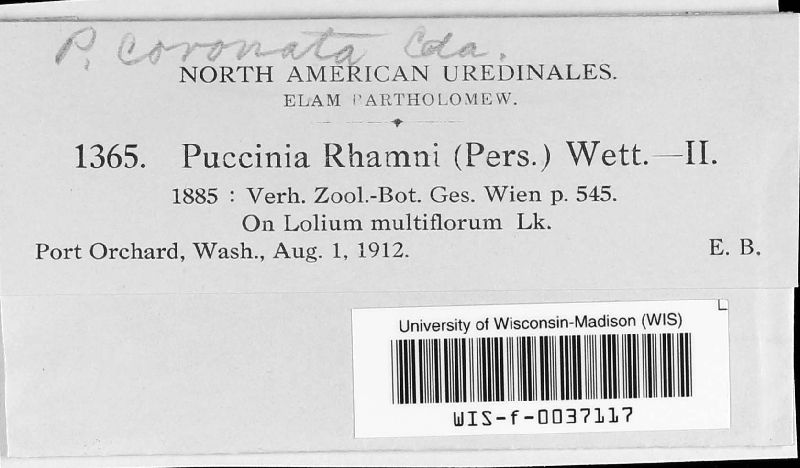 P. coronata Cda.
NORTH AMERICAN UREDINALES.
ELAM BARTHOLOMEW.
1365. Puccinia Rhamni (Pers.) Wett.—II.
1885 : Verh. Zool.-Bot. Ges. Wien p. 545.
On Lolium multiflorum Lk.
Port Orchard, Wash., Aug. 1, 1912. E. B.
University of Wisconsin-Madison (WIS)
WIS-f-0037117